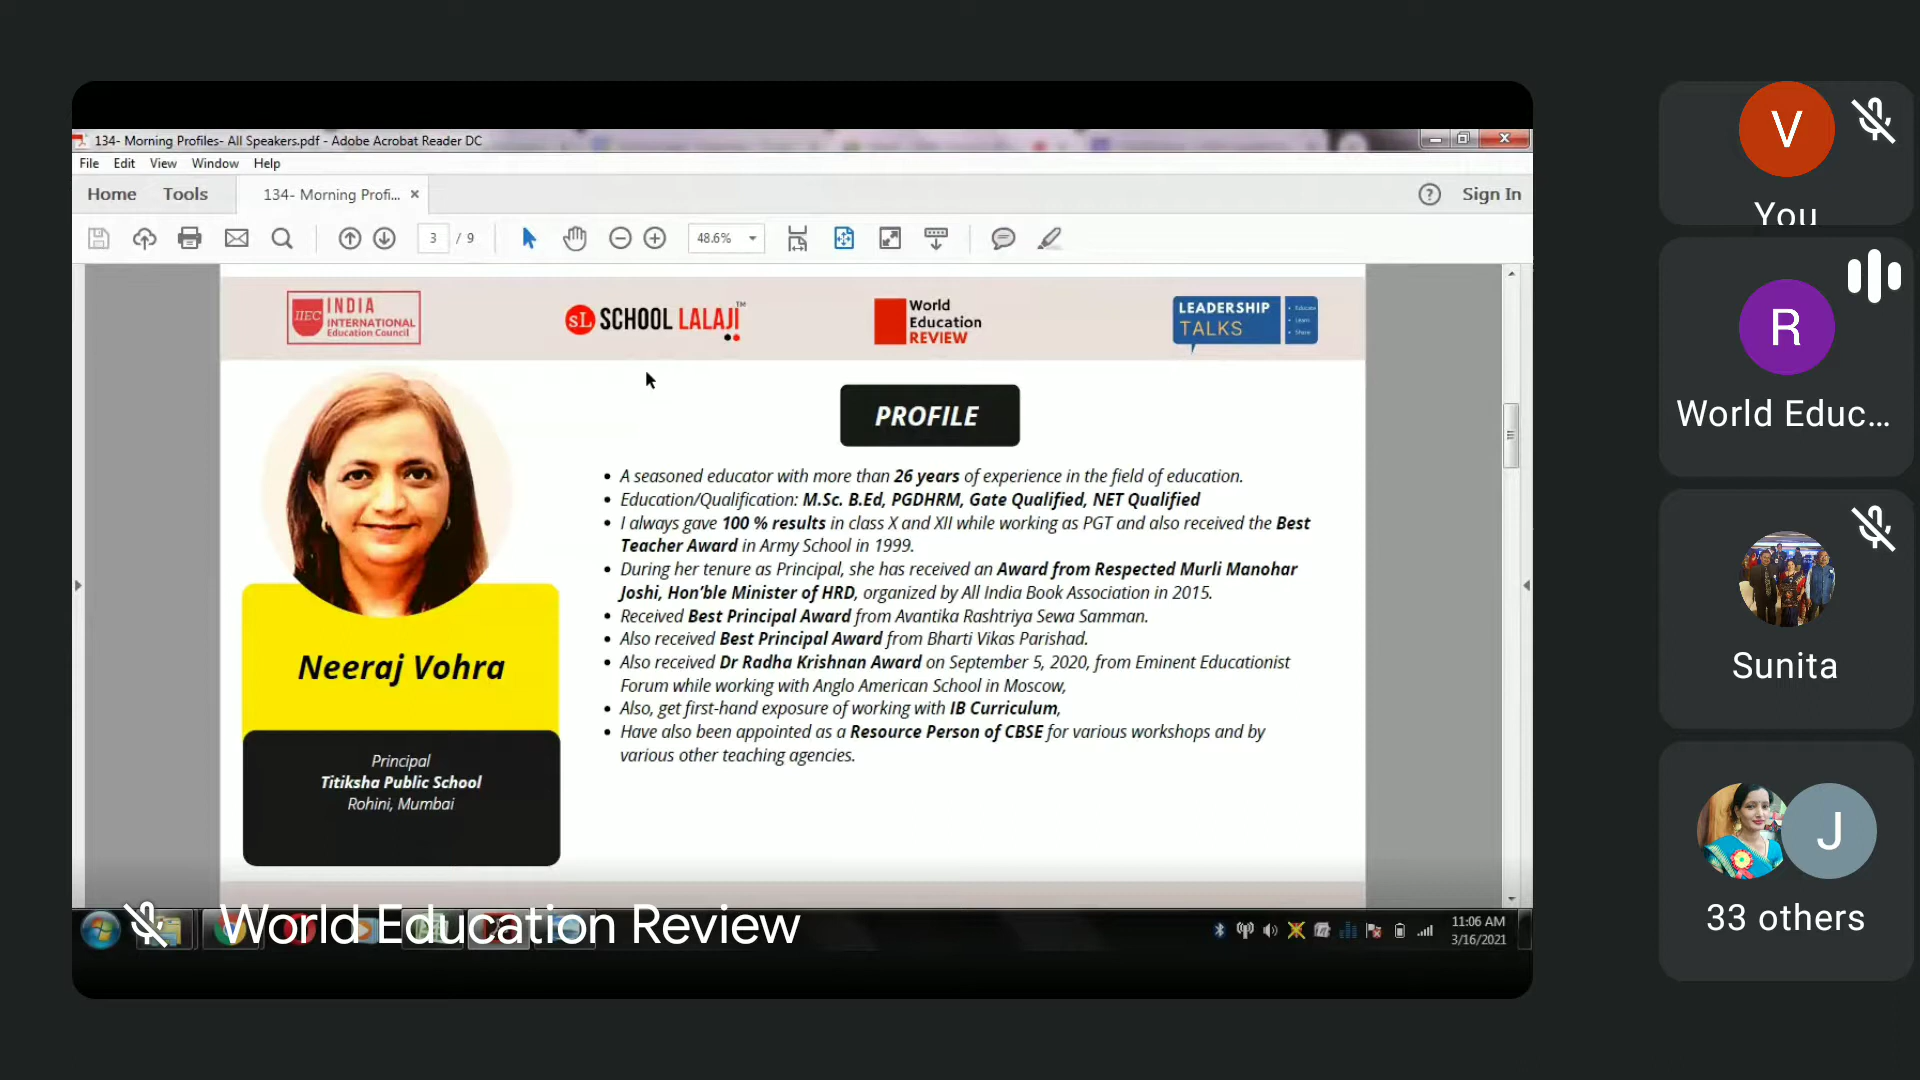 134- Morning Profiles- All Speakers.pdf - Adobe Acrobat Reader DC
File Edit View Window Help
Home Tools 134- Morning Profi... × Sign In
3 / 9 48.6%
IIEC INDIA
INTERNATIONAL
Education Council
sL SCHOOL LALAJI™
World
Education
REVIEW
LEADERSHIP
TALKS
• Educate
• Learn
• Share
PROFILE
• A seasoned educator with more than 26 years of experience in the field of education.
• Education/Qualification: M.Sc. B.Ed, PGDHRM, Gate Qualified, NET Qualified
• I always gave 100 % results in class X and XII while working as PGT and also received the Best
Teacher Award in Army School in 1999.
• During her tenure as Principal, she has received an Award from Respected Murli Manohar
Joshi, Hon'ble Minister of HRD, organized by All India Book Association in 2015.
• Received Best Principal Award from Avantika Rashtriya Sewa Samman.
• Also received Best Principal Award from Bharti Vikas Parishad.
• Also received Dr Radha Krishnan Award on September 5, 2020, from Eminent Educationist
Forum while working with Anglo American School in Moscow,
• Also, get first-hand exposure of working with IB Curriculum,
• Have also been appointed as a Resource Person of CBSE for various workshops and by
various other teaching agencies.
Neeraj Vohra
Principal
Titiksha Public School
Rohini, Mumbai
World Education Review
11:06 AM
3/16/2021
V
You
R
World Educ...
Sunita
J
33 others